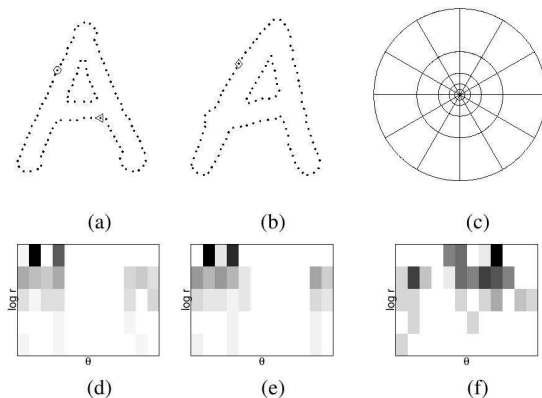 (a) (b) (c)
log r log r log r
θ θ θ
(d) (e) (f)